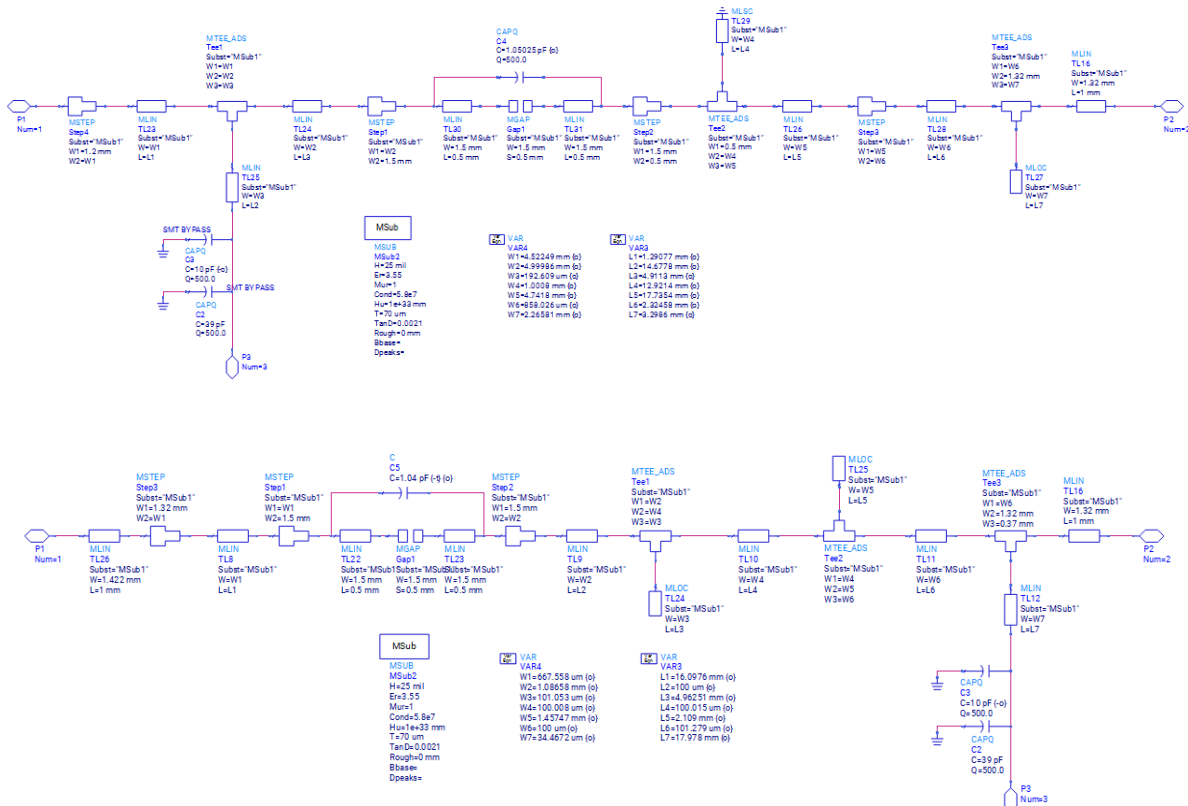 MTEE_ADS
Tee1
Subst="MSub1"
W1=W1
W2=W2
W3=W3
CAPQ
C4
C=1.05025 pF {o}
Q=500.0
MLSC
TL29
Subst="MSub1"
W=W4
L=L4
MTEE_ADS
Tee3
Subst="MSub1"
W1=W6
W2=1.32 mm
W3=W7
MLIN
TL16
Subst="MSub1"
W=1.32 mm
L=1 mm
P1
Num=1
MSTEP
Step4
Subst="MSub1"
W1=1.2 mm
W2=W1
MLIN
TL23
Subst="MSub1"
W=W1
L=L1
MLIN
TL24
Subst="MSub1"
W=W2
L=L3
MSTEP
Step1
Subst="MSub1"
W1=W2
W2=1.5 mm
MLIN
TL30
Subst="MSub1"
W=1.5 mm
L=0.5 mm
MGAP
Gap1
Subst="MSub1"
W=1.5 mm
S=0.5 mm
MLIN
TL31
Subst="MSub1"
W=1.5 mm
L=0.5 mm
MSTEP
Step2
Subst="MSub1"
W1=1.5 mm
W2=0.5 mm
MTEE_ADS
Tee2
Subst="MSub1"
W1=0.5 mm
W2=W4
W3=W5
MLIN
TL26
Subst="MSub1"
W=W5
L=L5
MSTEP
Step3
Subst="MSub1"
W1=W5
W2=W6
MLIN
TL28
Subst="MSub1"
W=W6
L=L6
P2
Num=2
MLIN
TL25
Subst="MSub1"
W=W3
L=L2
MLOC
TL27
Subst="MSub1"
W=W7
L=L7
SMT BYPASS
CAPQ
C3
C=10 pF {-o}
Q=500.0
SMT BYPASS
CAPQ
C2
C=39 pF
Q=500.0
P3
Num=3
MSub
MSUB
MSub2
H=25 mil
Er=3.55
Mur=1
Cond=5.8e7
Hu=1e+33 mm
T=70 um
TanD=0.0021
Rough=0 mm
Bbase=
Dpeaks=
Var
Eqn
VAR
VAR4
W1=4.52249 mm {o}
W2=4.99986 mm {o}
W3=192.609 um {o}
W4=1.0008 mm {o}
W5=4.7418 mm {o}
W6=858.026 um {o}
W7=2.26581 mm {o}
Var
Eqn
VAR
VAR3
L1=1.29077 mm {o}
L2=14.6778 mm {o}
L3=4.9113 mm {o}
L4=12.9214 mm {o}
L5=17.7354 mm {o}
L6=2.32458 mm {o}
L7=3.2986 mm {o}
MSTEP
Step3
Subst="MSub1"
W1=1.32 mm
W2=W1
MSTEP
Step1
Subst="MSub1"
W1=W1
W2=1.5 mm
C
C5
C=1.04 pF {-t} {o}
MSTEP
Step2
Subst="MSub1"
W1=1.5 mm
W2=W2
MTEE_ADS
Tee1
Subst="MSub1"
W1=W2
W2=W4
W3=W3
MLOC
TL25
Subst="MSub1"
W=W5
L=L5
MTEE_ADS
Tee3
Subst="MSub1"
W1=W6
W2=1.32 mm
W3=0.37 mm
MLIN
TL16
Subst="MSub1"
W=1.32 mm
L=1 mm
P1
Num=1
MLIN
TL26
Subst="MSub1"
W=1.422 mm
L=1 mm
MLIN
TL8
Subst="MSub1"
W=W1
L=L1
MLIN
TL22
Subst="MSub1"
W=1.5 mm
L=0.5 mm
MGAP
Gap1
W=1.5 mm
S=0.5 mm
MLIN
TL23
Subst="MSub1"
W=1.5 mm
L=0.5 mm
MLIN
TL9
Subst="MSub1"
W=W2
L=L2
MLOC
TL24
Subst="MSub1"
W=W3
L=L3
MLIN
TL10
Subst="MSub1"
W=W4
L=L4
MTEE_ADS
Tee2
Subst="MSub1"
W1=W4
W2=W5
W3=W6
MLIN
TL11
Subst="MSub1"
W=W6
L=L6
P2
Num=2
MLIN
TL12
Subst="MSub1"
W=W7
L=L7
CAPQ
C3
C=10 pF {-o}
Q=500.0
CAPQ
C2
C=39 pF
Q=500.0
P3
Num=3
MSub
MSUB
MSub2
H=25 mil
Er=3.55
Mur=1
Cond=5.8e7
Hu=1e+33 mm
T=70 um
TanD=0.0021
Rough=0 mm
Bbase=
Dpeaks=
Var
Eqn
VAR
VAR4
W1=667.558 um {o}
W2=1.08658 mm {o}
W3=101.053 um {o}
W4=100.008 um {o}
W5=1.45747 mm {o}
W6=100 um {o}
W7=34.4672 um {o}
Var
Eqn
VAR
VAR3
L1=16.0976 mm {o}
L2=100 um {o}
L3=4.96251 mm {o}
L4=100.015 um {o}
L5=2.109 mm {o}
L6=101.279 um {o}
L7=17.978 mm {o}